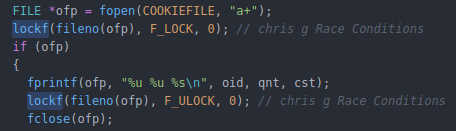 FILE *ofp = fopen(COOKIEFILE, "a+");
lockf(fileno(ofp), F_LOCK, 0); // chris g Race Conditions
if (ofp)
{
fprintf(ofp, "%u %u %s\n", oid, qnt, cst);
lockf(fileno(ofp), F_ULOCK, 0); // chris g Race Conditions
fclose(ofp);